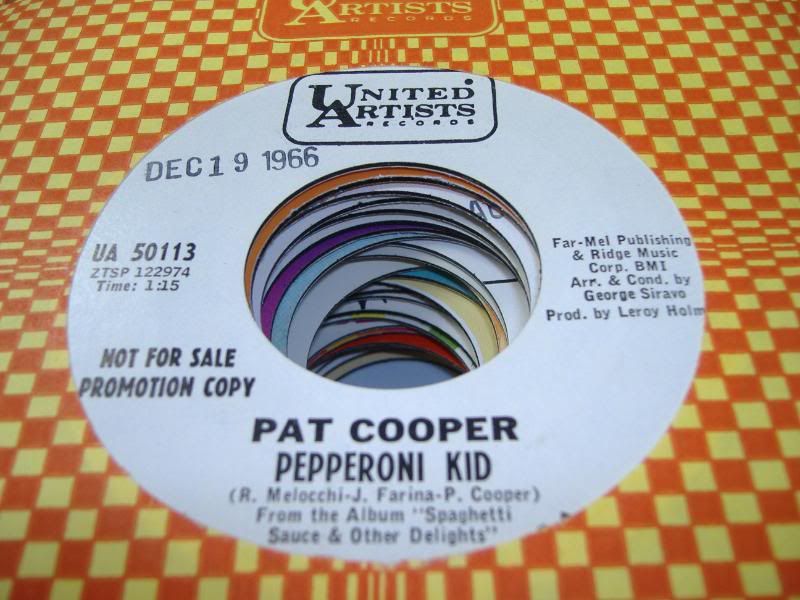 ARTISTS
RECORDS
UNITED
ARTISTS
RECORDS
DEC 19 1966
UA 50113
ZTSP 122974
Time: 1:15
NOT FOR SALE
PROMOTION COPY
Far-Mel Publishing
& Ridge Music
Corp. BMI
Arr. & Cond. by
George Siravo
Prod. by Leroy Holm
PAT COOPER
PEPPERONI KID
(R. Melocchi-J. Farina-P. Cooper)
From the Album "Spaghetti
Sauce & Other Delights"